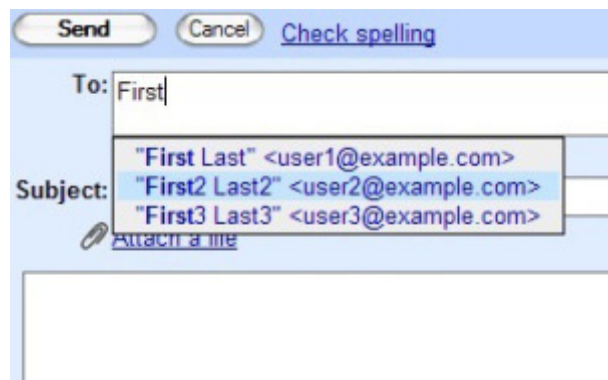 Send Cancel Check spelling
To: First
"First Last" <user1@example.com>
Subject: "First2 Last2" <user2@example.com>
"First3 Last3" <user3@example.com>
Attach a file